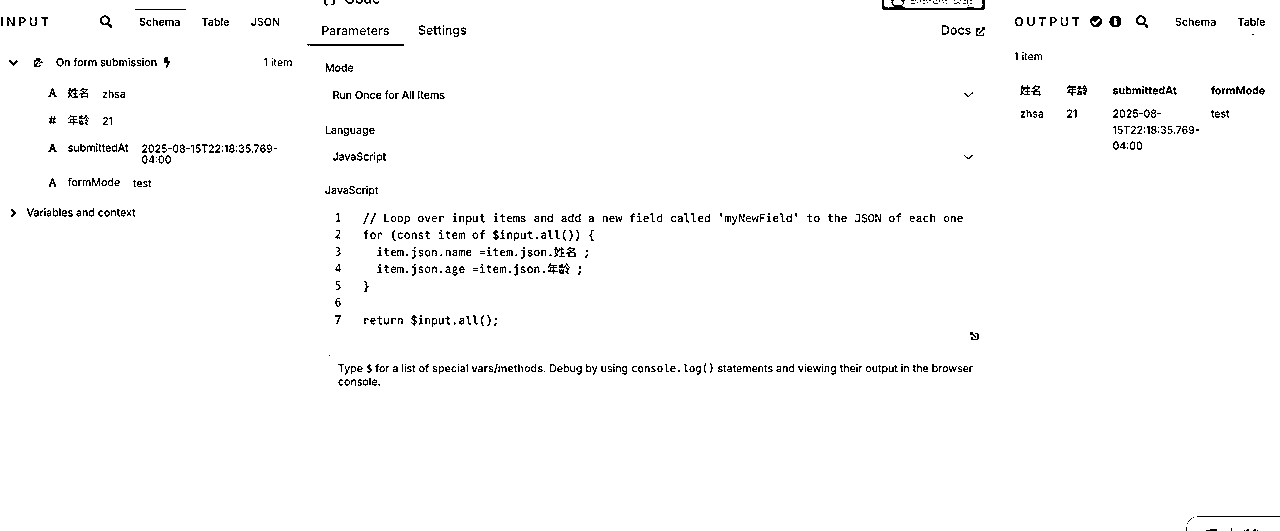 INPUT
Schema
Table
JSON
On form submission
1 item
A 姓名 zhsa
# 年龄 21
A submittedAt 2025-08-15T22:18:35.769-
04:00
A formMode test
Variables and context
Code
Parameters
Settings
Docs
Mode
Run Once for All Items
Language
JavaScript
JavaScript
1 // Loop over input items and add a new field called 'myNewField' to the JSON of each one
2 for (const item of $input.all()) {
3 item.json.name =item.json.姓名 ;
4 item.json.age =item.json.年龄 ;
5 }
6
7 return $input.all();
Type $ for a list of special vars/methods. Debug by using console.log() statements and viewing their output in the browser
console.
OUTPUT
Schema
Table
1 item
姓名 年龄 submittedAt formMode
zhsa 21 2025-08- test
15T22:18:35.769-
04:00